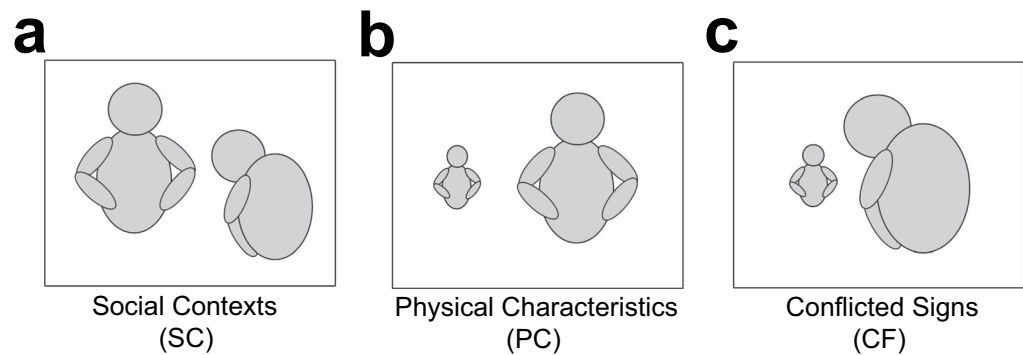 a
b
c
Social Contexts
(SC)
Physical Characteristics
(PC)
Conflicted Signs
(CF)